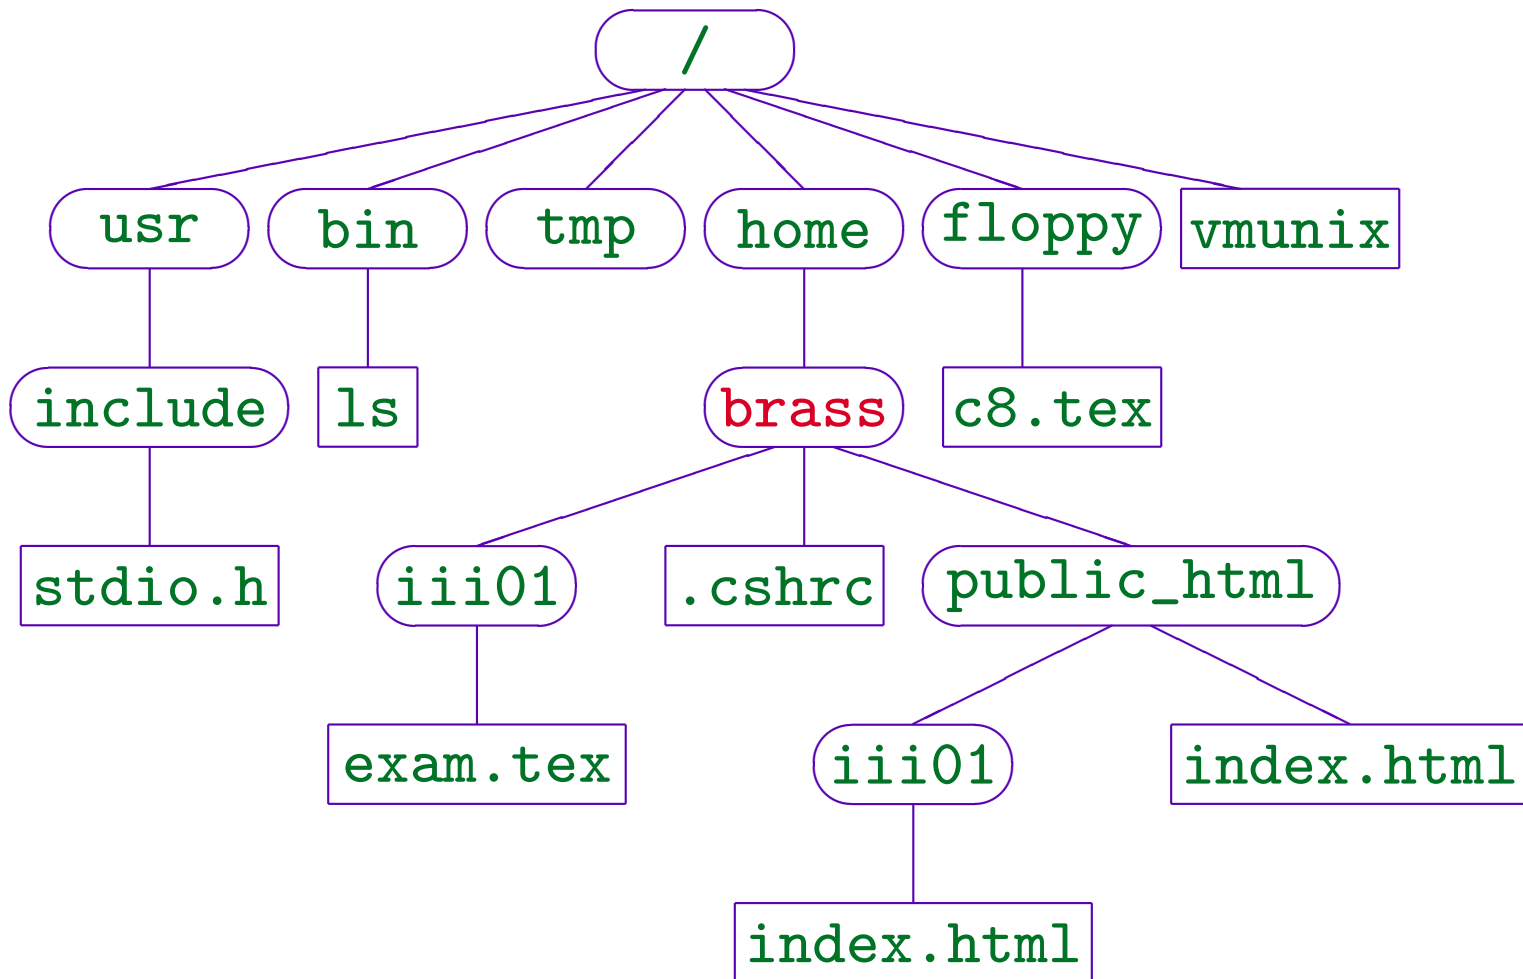 /
usr bin tmp home floppy vmunix
include ls brass c8.tex
stdio.h iii01 .cshrc public_html
exam.tex iii01 index.html
index.html